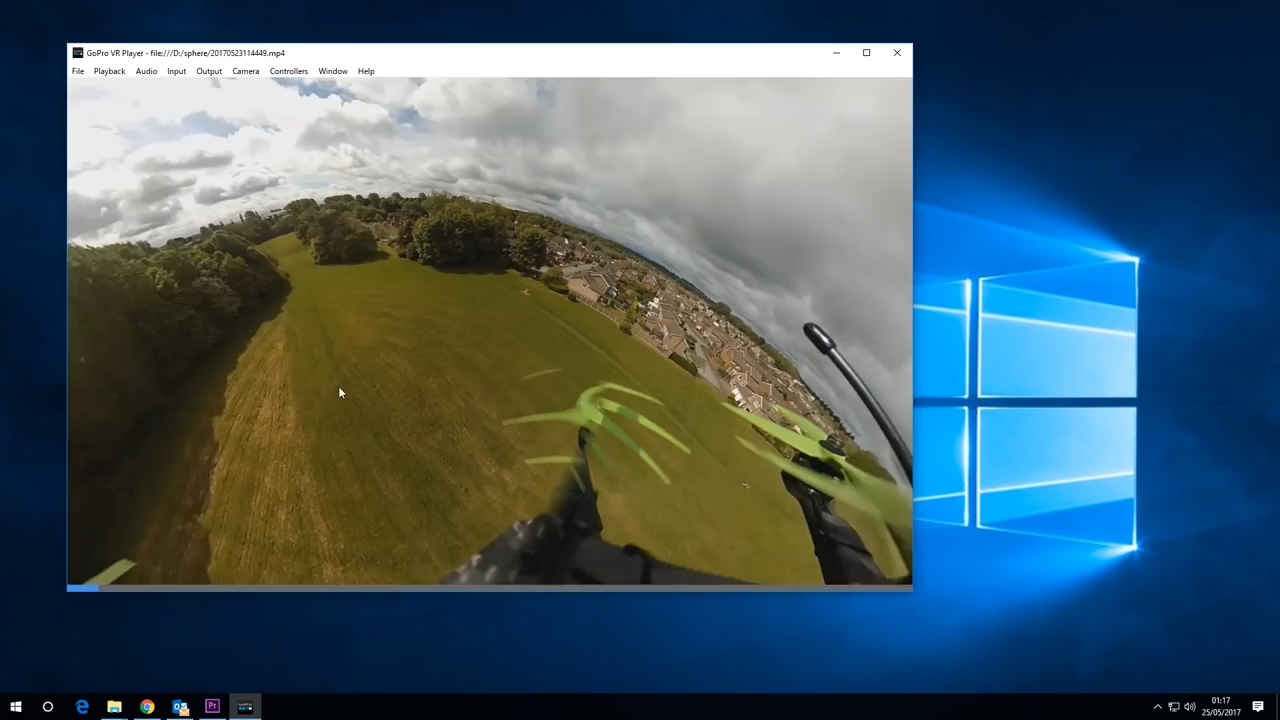 GoPro VR Player - file:///D:/sphere/20170523114449.mp4
File Playback Audio Input Output Camera Controllers Window Help
Pr
01:17
25/05/2017